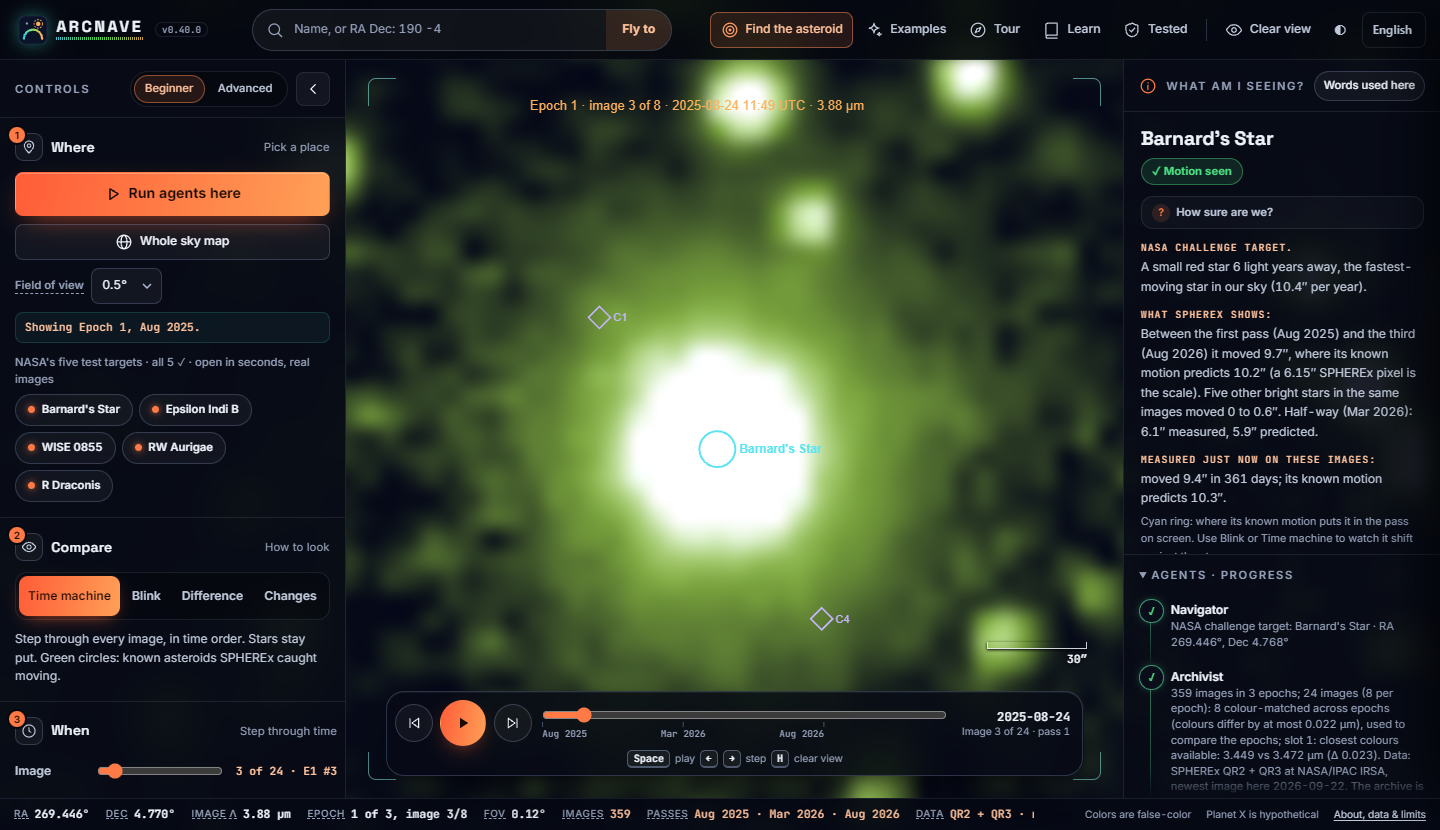 ARCNAVE
v0.40.0
Name, or RA Dec: 190 -4
Fly to
Find the asteroid
Examples
Tour
Learn
Tested
Clear view
English
CONTROLS
Beginner
Advanced
1
Where
Pick a place
Run agents here
Whole sky map
Field of view
0.5°
Showing Epoch 1, Aug 2025.
NASA's five test targets · all 5 ✓ · open in seconds, real
images
Barnard's Star
Epsilon Indi B
WISE 0855
RW Aurigae
R Draconis
2
Compare
How to look
Time machine
Blink
Difference
Changes
Step through every image, in time order. Stars stay
put. Green circles: known asteroids SPHEREx caught
moving.
3
When
Step through time
Image
3 of 24 · E1 #3
Epoch 1 · image 3 of 8 · 2025-08-24 11:49 UTC · 3.88 µm
C1
Barnard's Star
C4
30″
Aug 2025
Mar 2026
Aug 2026
2025-08-24
Image 3 of 24 · pass 1
Space play ← → step H clear view
WHAT AM I SEEING?
Words used here
Barnard's Star
✓ Motion seen
? How sure are we?
NASA CHALLENGE TARGET.
A small red star 6 light years away, the fastest-
moving star in our sky (10.4″ per year).
WHAT SPHEREX SHOWS:
Between the first pass (Aug 2025) and the third
(Aug 2026) it moved 9.7″, where its known
motion predicts 10.2″ (a 6.15″ SPHEREx pixel is
the scale). Five other bright stars in the same
images moved 0 to 0.6″. Half-way (Mar 2026):
6.1″ measured, 5.9″ predicted.
MEASURED JUST NOW ON THESE IMAGES:
moved 9.4″ in 361 days; its known motion
predicts 10.3″.
Cyan ring: where its known motion puts it in the pass
on screen. Use Blink or Time machine to watch it shift
▼ AGENTS · PROGRESS
Navigator
NASA challenge target: Barnard's Star · RA
269.446°, Dec 4.768°
Archivist
359 images in 3 epochs; 24 images (8 per
epoch): 8 colour-matched across epochs
(colours differ by at most 0.022 µm), used to
compare the epochs; slot 1: closest colours
available: 3.449 vs 3.472 µm (Δ 0.023). Data:
SPHEREx QR2 + QR3 at NASA/IPAC IRSA,
newest image here 2026-09-22. The archive is
RA 269.446° DEC 4.770° IMAGE Λ 3.88 µm EPOCH 1 of 3, image 3/8 FOV 0.12° IMAGES 359 PASSES Aug 2025 · Mar 2026 · Aug 2026 DATA QR2 + QR3 ·
Colors are false-color
Planet X is hypothetical
About, data & limits